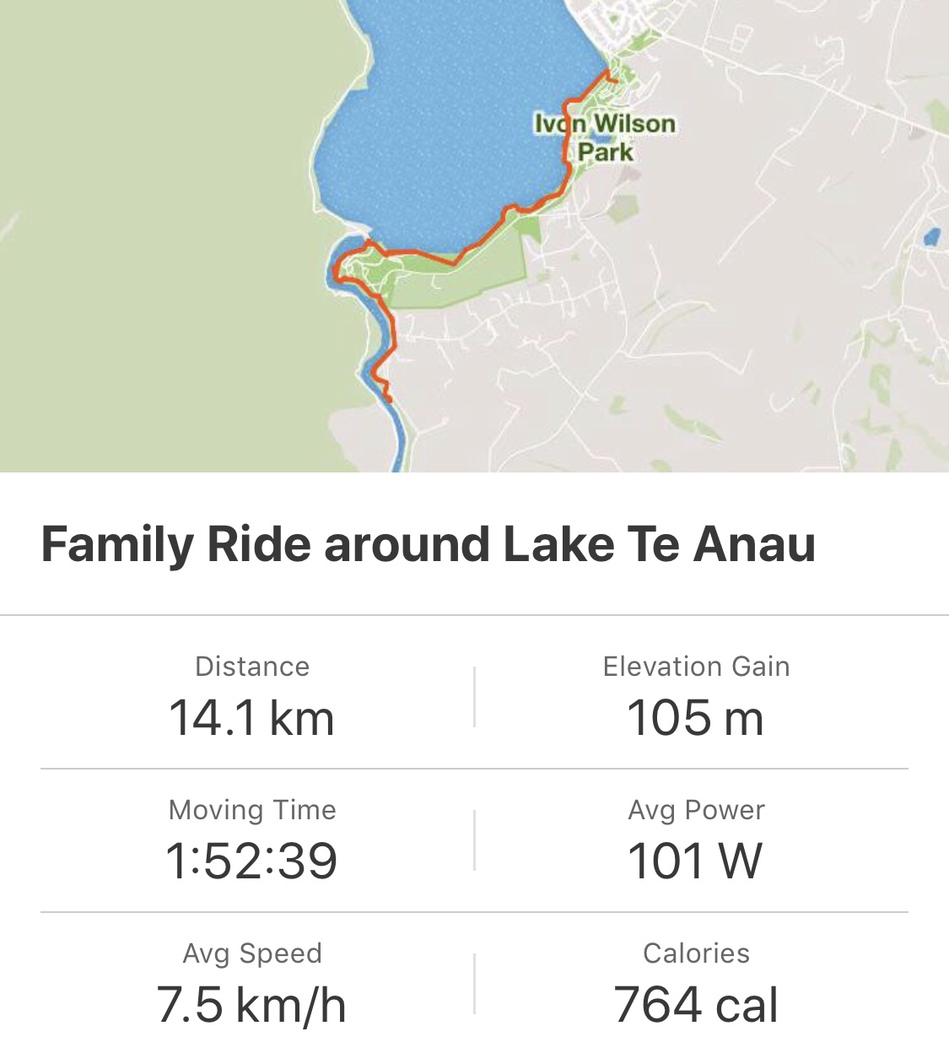 Ivon Wilson
Park
Family Ride around Lake Te Anau
Distance
14.1 km
Elevation Gain
105 m
Moving Time
1:52:39
Avg Power
101 W
Avg Speed
7.5 km/h
Calories
764 cal